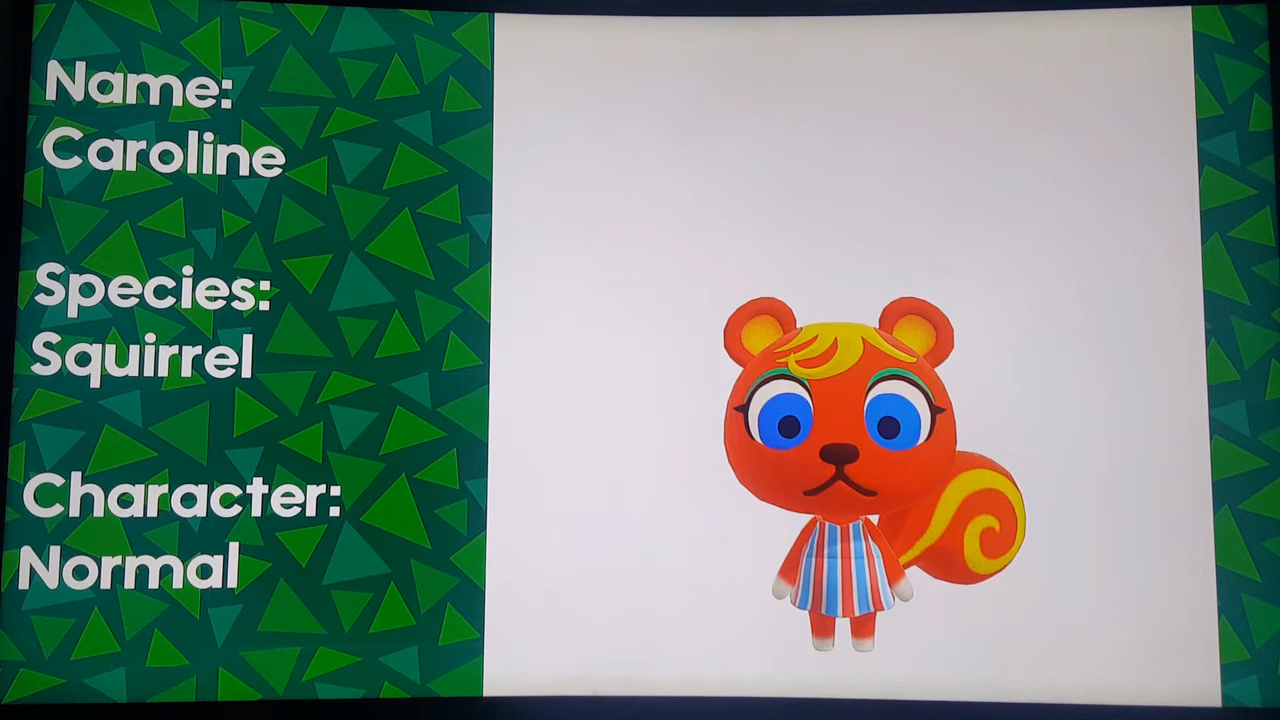 Name:
Caroline
Species:
Squirrel
Character:
Normal